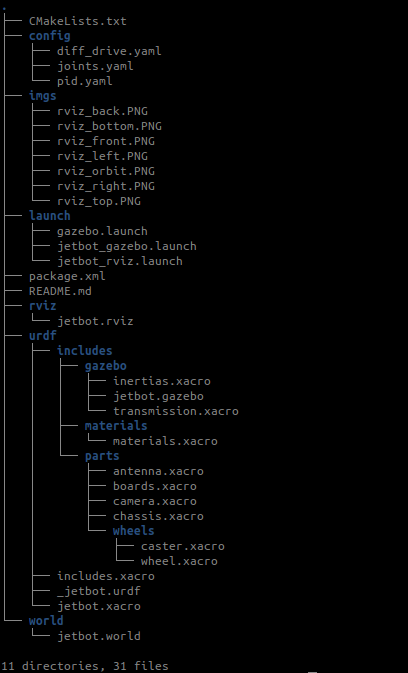 .
├── CMakeLists.txt
├── config
│   ├── diff_drive.yaml
│   ├── joints.yaml
│   └── pid.yaml
├── imgs
│   ├── rviz_back.PNG
│   ├── rviz_bottom.PNG
│   ├── rviz_front.PNG
│   ├── rviz_left.PNG
│   ├── rviz_orbit.PNG
│   ├── rviz_right.PNG
│   └── rviz_top.PNG
├── launch
│   ├── gazebo.launch
│   ├── jetbot_gazebo.launch
│   └── jetbot_rviz.launch
├── package.xml
├── README.md
├── rviz
│   └── jetbot.rviz
├── urdf
│   ├── includes
│   │   ├── gazebo
│   │   │   ├── inertias.xacro
│   │   │   ├── jetbot.gazebo
│   │   │   └── transmission.xacro
│   │   ├── materials
│   │   │   └── materials.xacro
│   │   └── parts
│   │       ├── antenna.xacro
│   │       ├── boards.xacro
│   │       ├── camera.xacro
│   │       ├── chassis.xacro
│   │       └── wheels
│   │           ├── caster.xacro
│   │           └── wheel.xacro
│   ├── includes.xacro
│   ├── _jetbot.urdf
│   └── jetbot.xacro
└── world
    └── jetbot.world

11 directories, 31 files